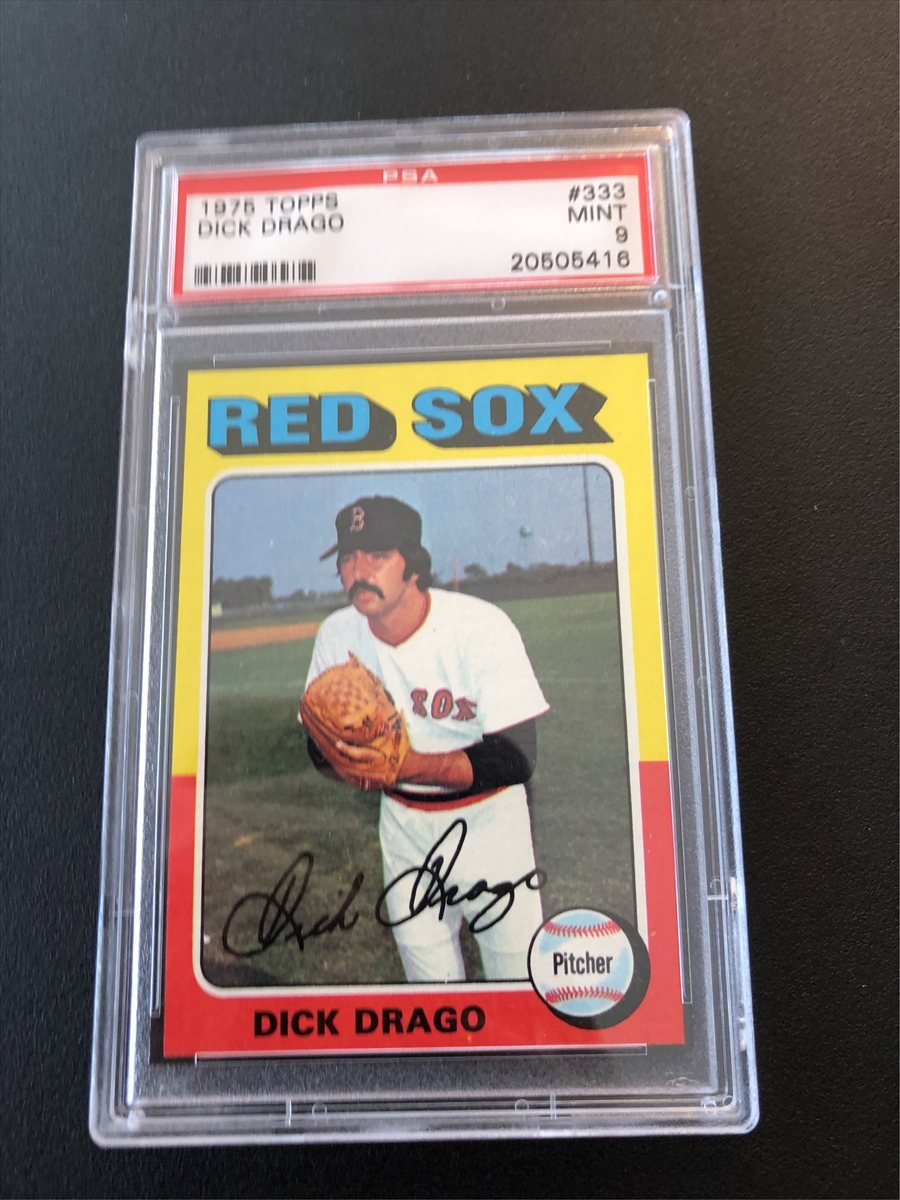 PSA
1975 TOPPS #333
DICK DRAGO MINT
9
20505416
RED SOX
B
SOX
Dick Drago
Pitcher
DICK DRAGO